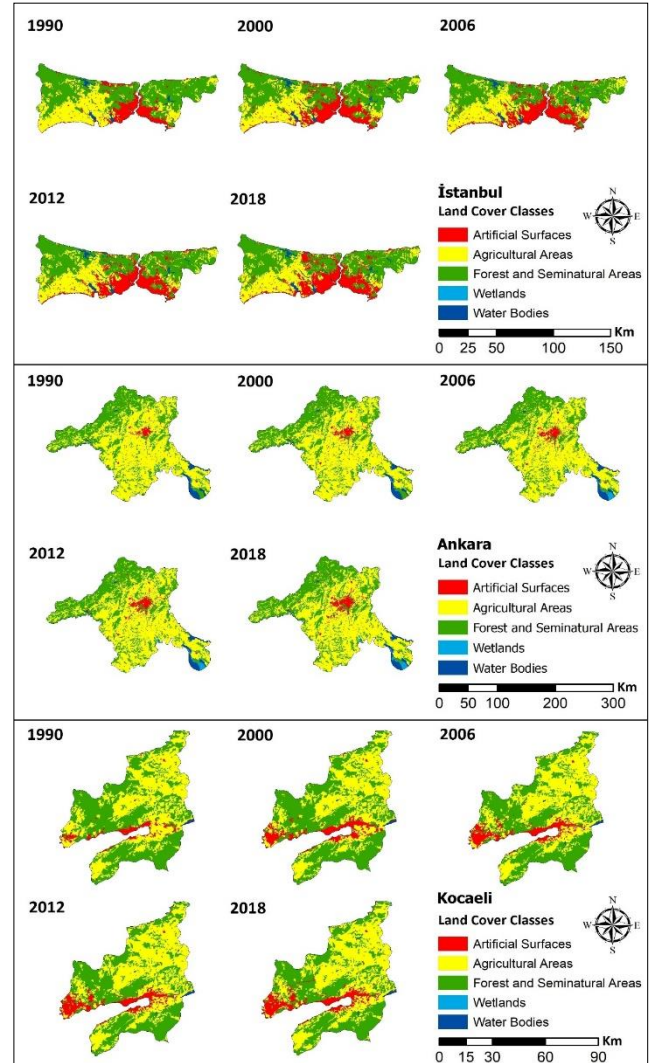 1990
2000
2006
2012
2018
İstanbul
Land Cover Classes
N
W E
S
Artificial Surfaces
Agricultural Areas
Forest and Seminatural Areas
Wetlands
Water Bodies
Km
0 25 50 100 150
1990
2000
2006
2012
2018
Ankara
Land Cover Classes
N
W E
S
Artificial Surfaces
Agricultural Areas
Forest and Seminatural Areas
Wetlands
Water Bodies
Km
0 50 100 200 300
1990
2000
2006
2012
2018
Kocaeli
Land Cover Classes
N
W E
S
Artificial Surfaces
Agricultural Areas
Forest and Seminatural Areas
Wetlands
Water Bodies
Km
0 15 30 60 90